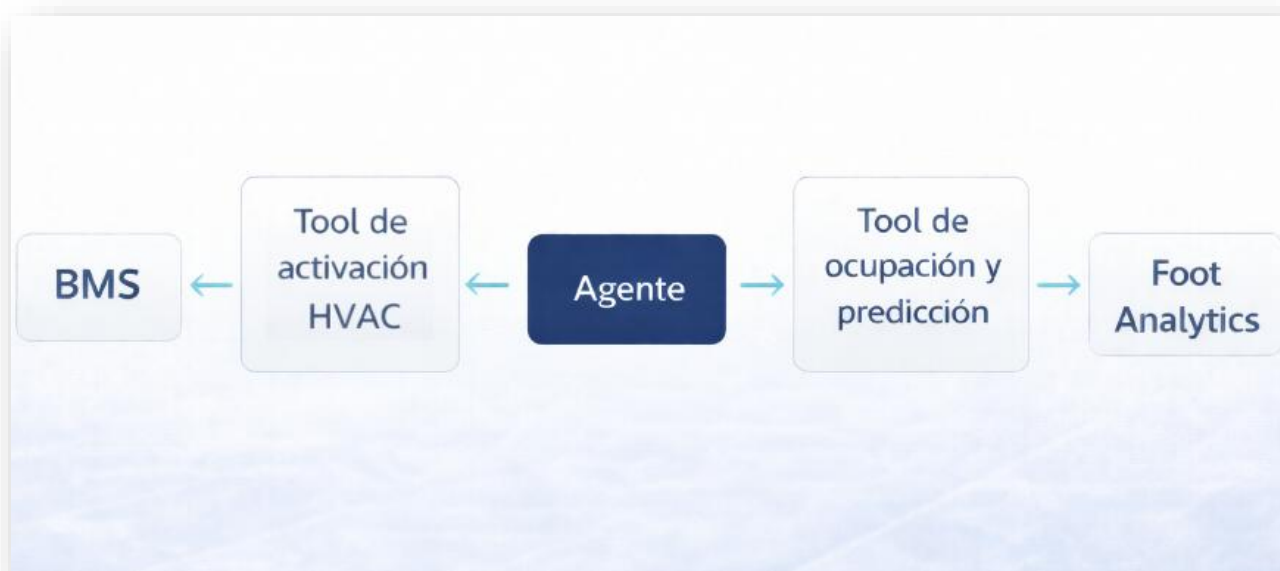 BMS
Tool de
activación
HVAC
Agente
Tool de
ocupación y
predicción
Foot
Analytics